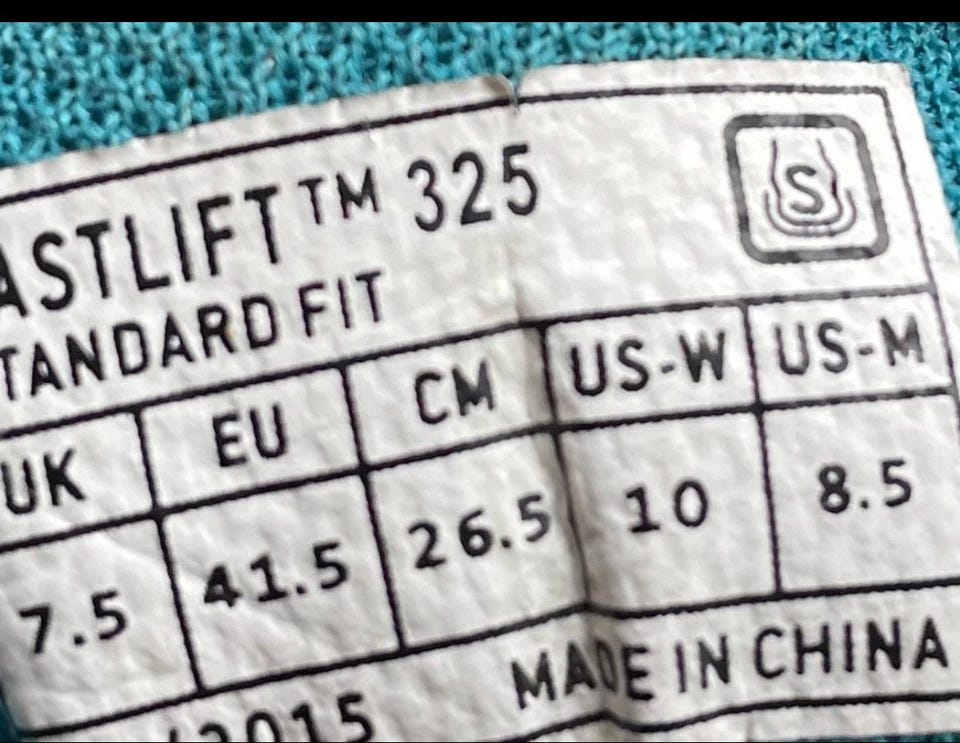 ASTLIFT™ 325
S
TANDARD FIT
UK EU CM US-W US-M
7.5 41.5 26.5 10 8.5
/2015 MADE IN CHINA